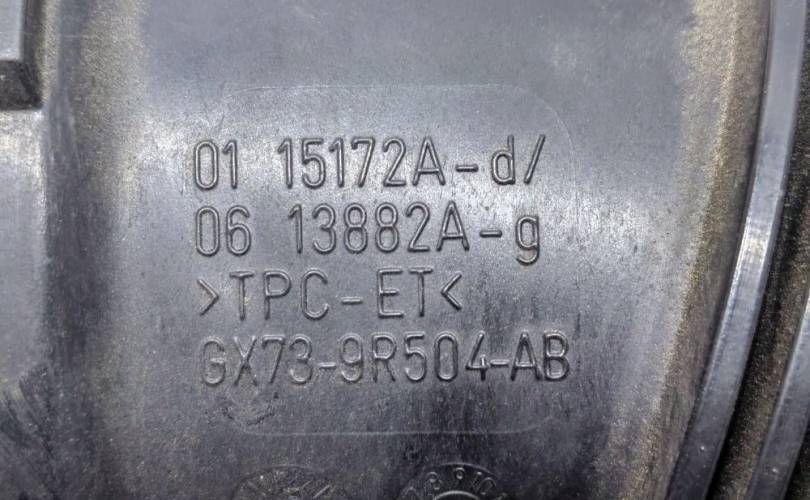 01 15172A-d/
06 13882A-g
>TPC-ET<
GX73-9R504-AB